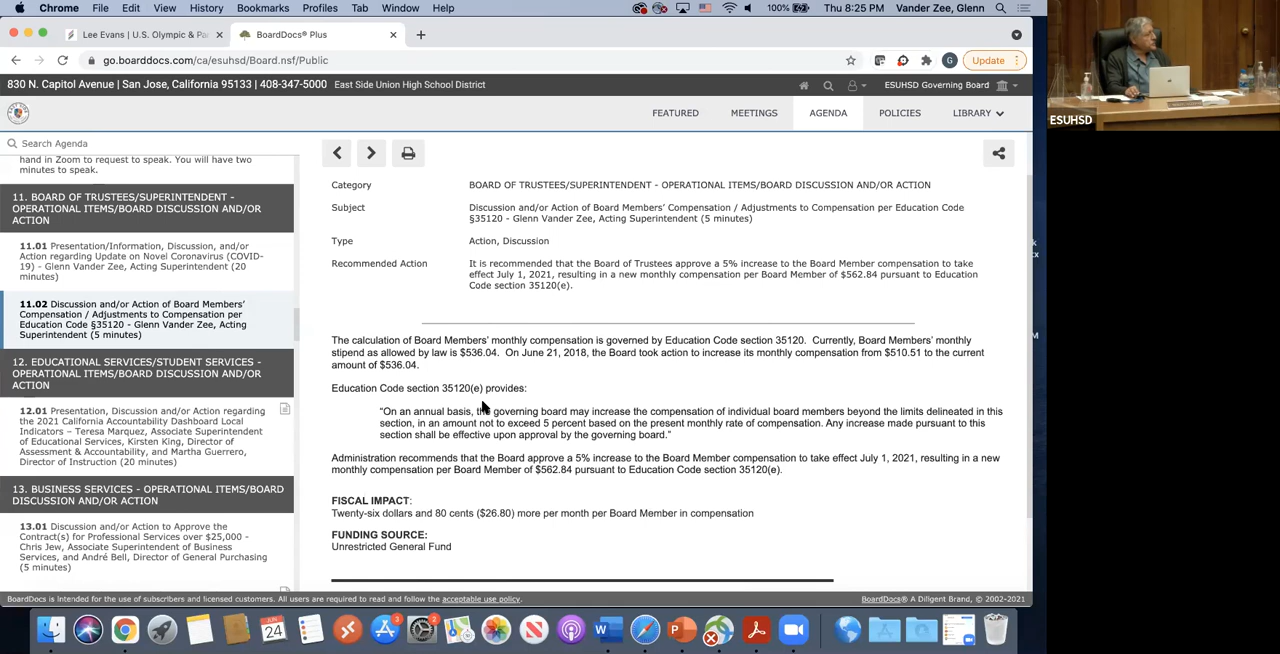 Chrome File Edit View History Bookmarks Profiles Tab Window Help 100% Thu 8:25 PM Vander Zee, Glenn
Lee Evans | U.S. Olympic & Pa
BoardDocs® Plus
go.boarddocs.com/ca/esuhsd/Board.nsf/Public
G
Update
830 N. Capitol Avenue | San Jose, California 95133 | 408-347-5000 East Side Union High School District
ESUHSD Governing Board
FEATURED MEETINGS AGENDA POLICIES LIBRARY
Search Agenda
hand in Zoom to request to speak. You will have two
minutes to speak.
11. BOARD OF TRUSTEES/SUPERINTENDENT -
OPERATIONAL ITEMS/BOARD DISCUSSION AND/OR
ACTION
11.01 Presentation/Information, Discussion, and/or
Action regarding Update on Novel Coronavirus (COVID-
19) - Glenn Vander Zee, Acting Superintendent (20
minutes)
11.02 Discussion and/or Action of Board Members'
Compensation / Adjustments to Compensation per
Education Code §35120 - Glenn Vander Zee, Acting
Superintendent (5 minutes)
12. EDUCATIONAL SERVICES/STUDENT SERVICES -
OPERATIONAL ITEMS/BOARD DISCUSSION AND/OR
ACTION
12.01 Presentation, Discussion and/or Action regarding
the 2021 California Accountability Dashboard Local
Indicators - Teresa Marquez, Associate Superintendent
of Educational Services, Kirsten King, Director of
Assessment & Accountability, and Martha Guerrero,
Director of Instruction (20 minutes)
13. BUSINESS SERVICES - OPERATIONAL ITEMS/BOARD
DISCUSSION AND/OR ACTION
13.01 Discussion and/or Action to Approve the
Contract(s) for Professional Services over $25,000 -
Chris Jew, Associate Superintendent of Business
Services, and André Bell, Director of General Purchasing
(5 minutes)
Category BOARD OF TRUSTEES/SUPERINTENDENT - OPERATIONAL ITEMS/BOARD DISCUSSION AND/OR ACTION
Subject Discussion and/or Action of Board Members' Compensation / Adjustments to Compensation per Education Code
§35120 - Glenn Vander Zee, Acting Superintendent (5 minutes)
Type Action, Discussion
Recommended Action It is recommended that the Board of Trustees approve a 5% increase to the Board Member compensation to take
effect July 1, 2021, resulting in a new monthly compensation per Board Member of $562.84 pursuant to Education
Code section 35120(e).
The calculation of Board Members' monthly compensation is governed by Education Code section 35120. Currently, Board Members' monthly
stipend as allowed by law is $536.04. On June 21, 2018, the Board took action to increase its monthly compensation from $510.51 to the current
amount of $536.04.
Education Code section 35120(e) provides:
"On an annual basis, the governing board may increase the compensation of individual board members beyond the limits delineated in this
section, in an amount not to exceed 5 percent based on the present monthly rate of compensation. Any increase made pursuant to this
section shall be effective upon approval by the governing board."
Administration recommends that the Board approve a 5% increase to the Board Member compensation to take effect July 1, 2021, resulting in a new
monthly compensation per Board Member of $562.84 pursuant to Education Code section 35120(e).
FISCAL IMPACT:
Twenty-six dollars and 80 cents ($26.80) more per month per Board Member in compensation
FUNDING SOURCE:
Unrestricted General Fund
BoardDocs is intended for the use of subscribers and licensed customers. All users are required to read and follow the acceptable use policy.
BoardDocs® A Diligent Brand, © 2002-2021
ESUHSD
JUN
24
3
2
W
P